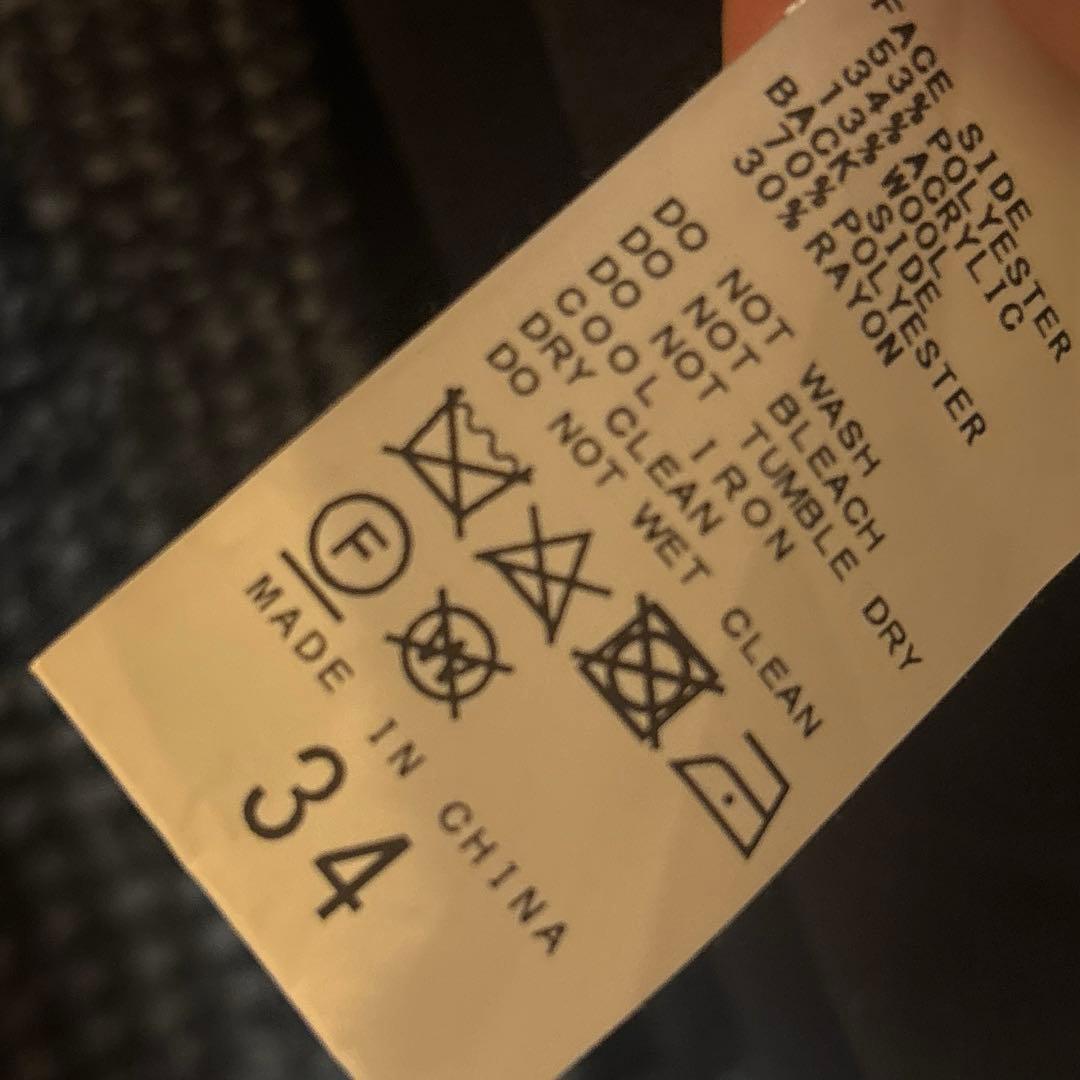 FACE SIDE
53% POLYESTER
34% ACRYLIC
13% WOOL
BACK SIDE
70% POLYESTER
30% RAYON
DO NOT WASH
DO NOT BLEACH
DO NOT TUMBLE DRY
COOL IRON
DRY CLEAN
DO NOT WET CLEAN
F
W
MADE IN CHINA
34